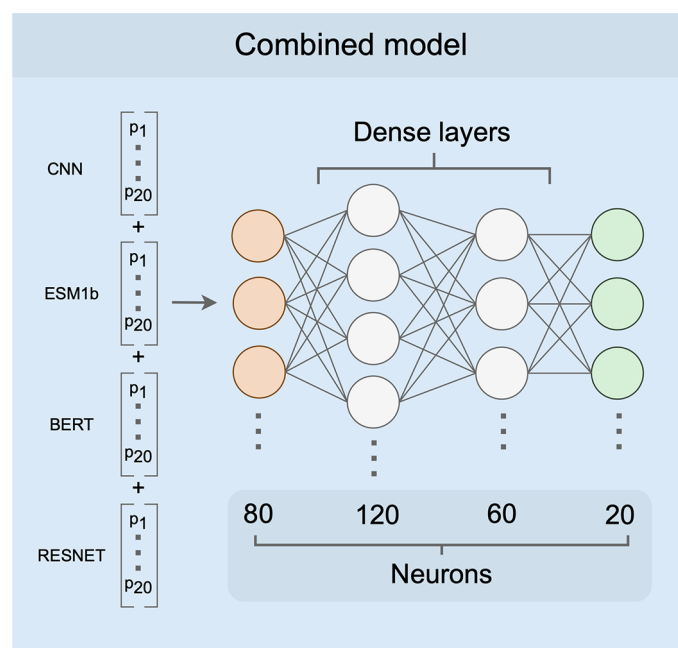 Combined model
CNN
p1
p20
+
ESM1b
p1
p20
+
BERT
p1
p20
+
RESNET
p1
p20
Dense layers
80 120 60 20
Neurons